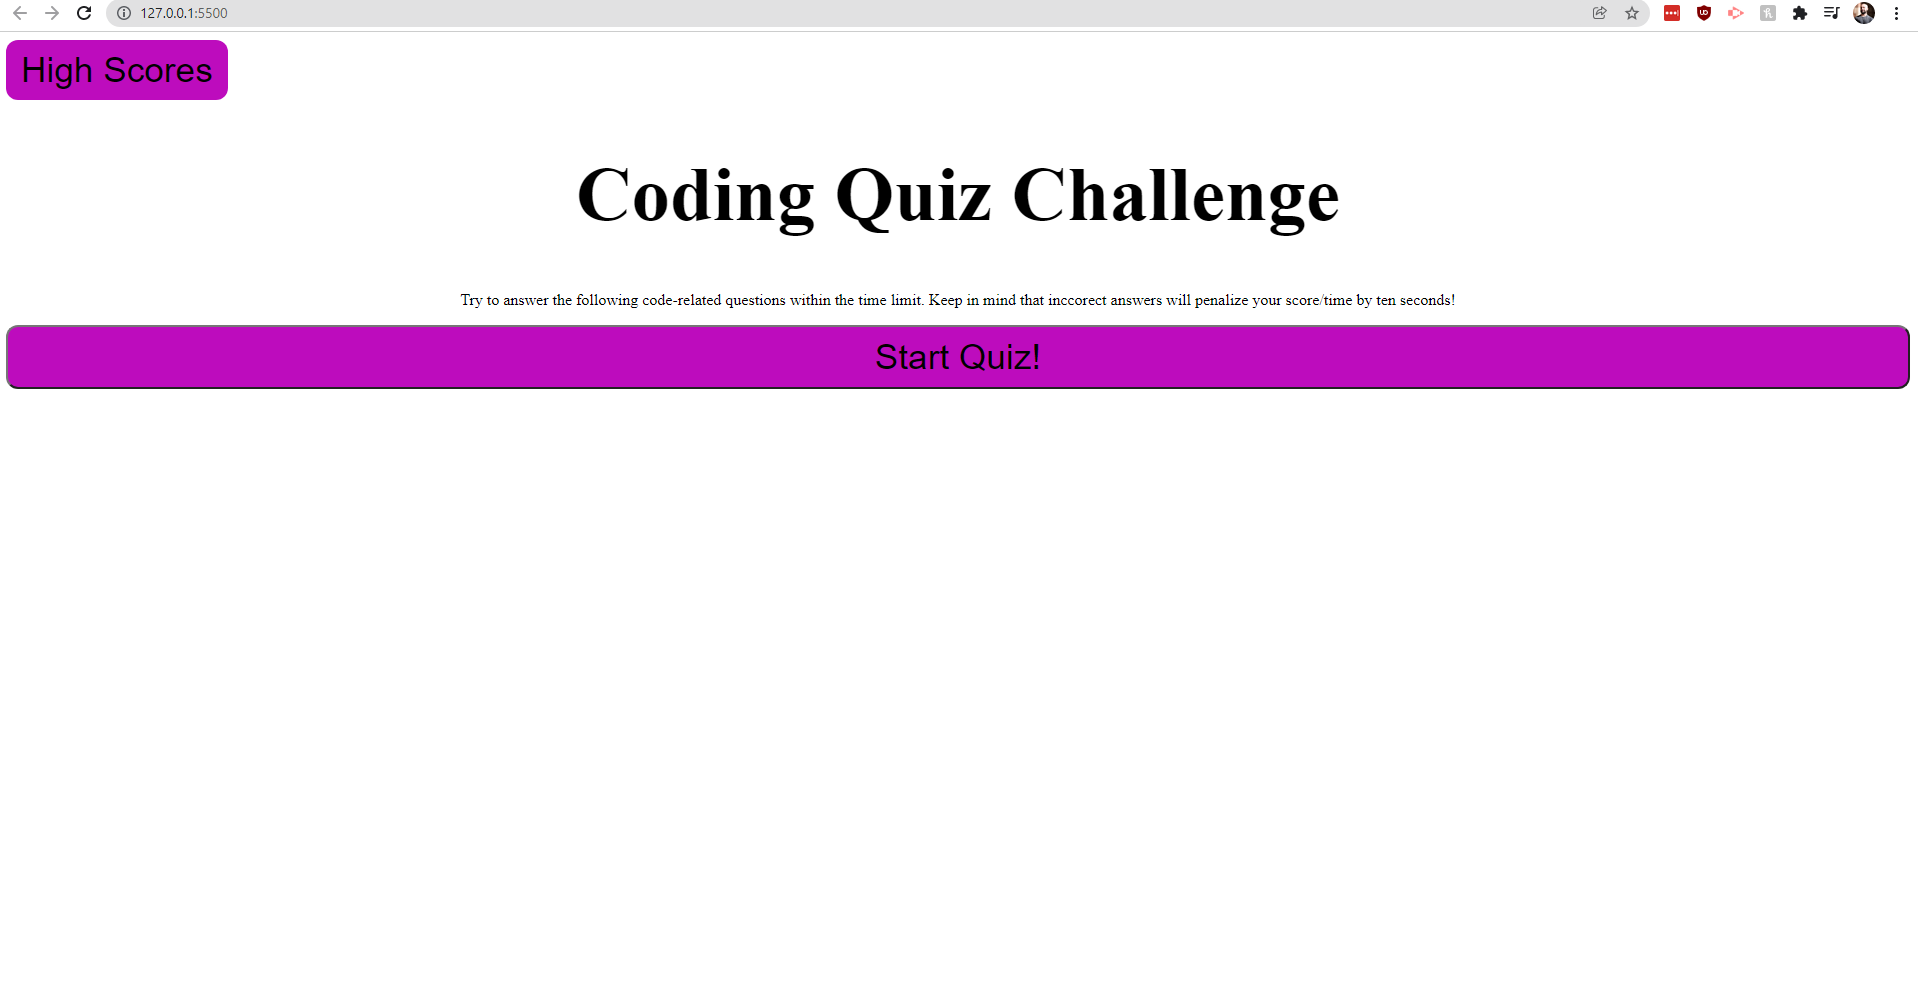 127.0.0.1:5500
High Scores
Coding Quiz Challenge
Try to answer the following code-related questions within the time limit. Keep in mind that inccorect answers will penalize your score/time by ten seconds!
Start Quiz!